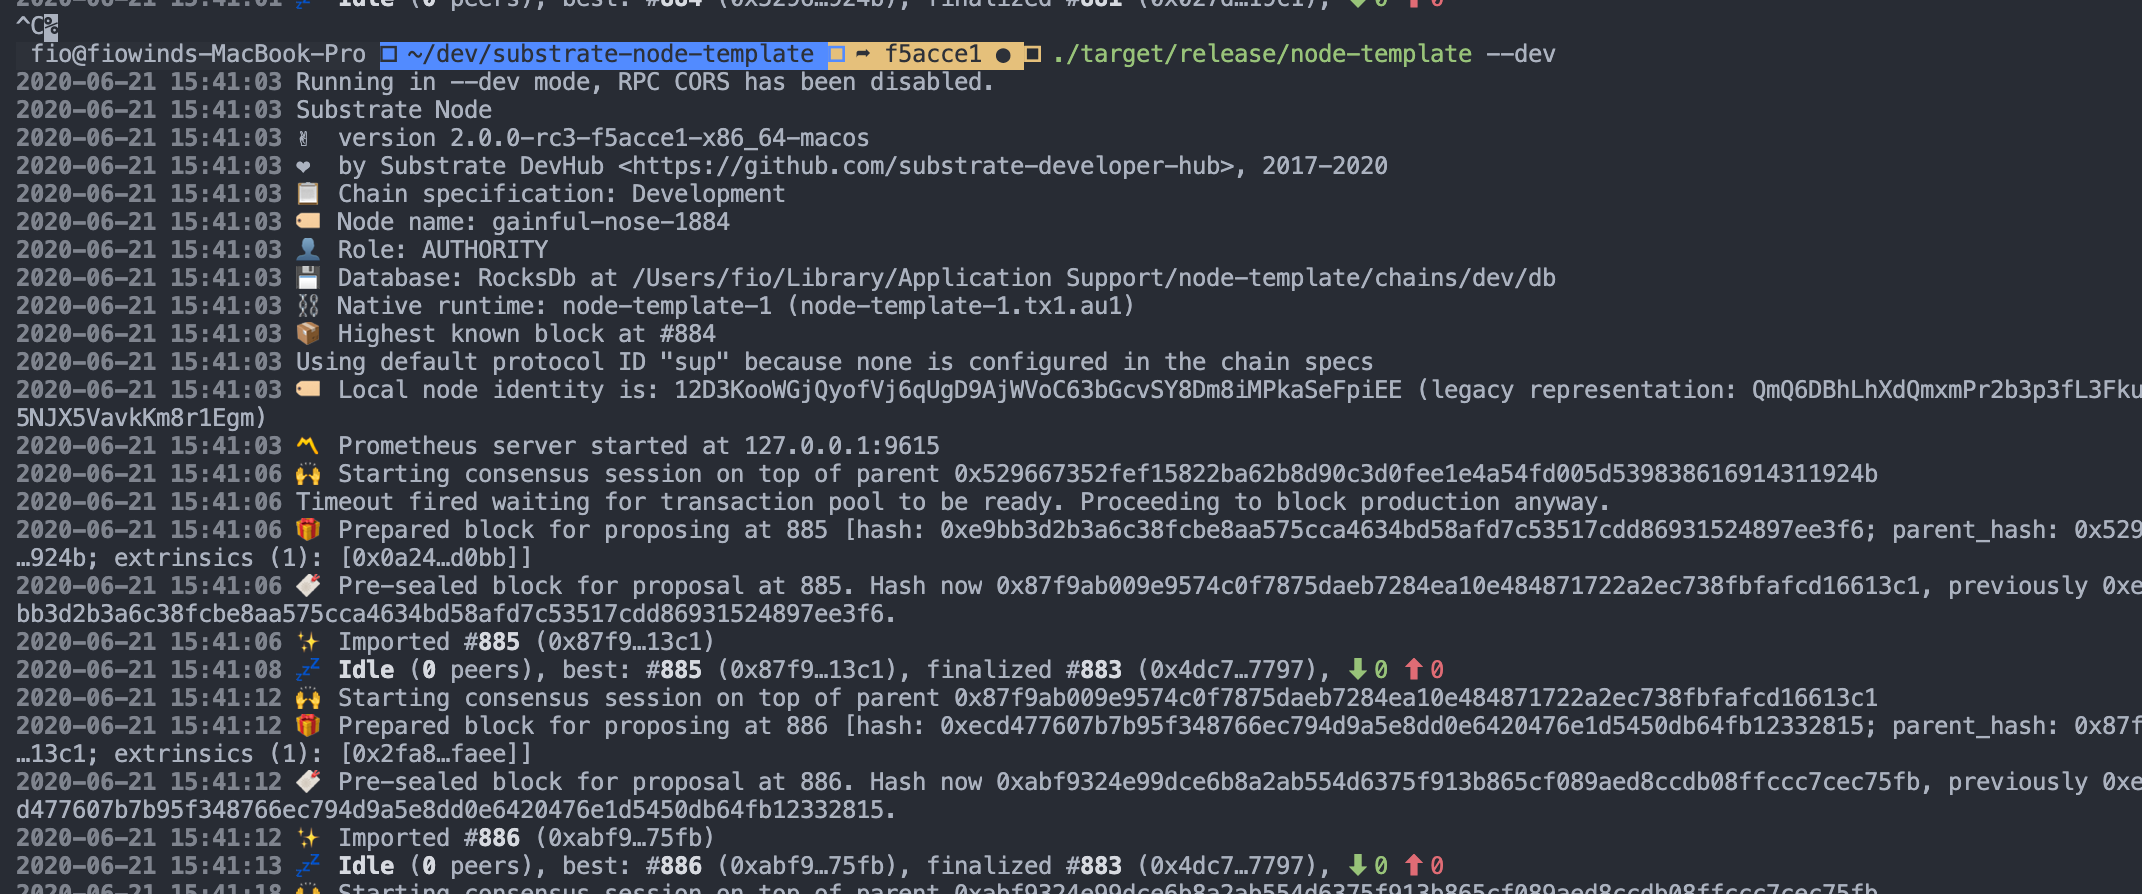 2020-06-21 15:41:01 💤 Idle (0 peers), best: #884 (0x5296…924b), finalized #881 (0x027d…19c1), ⬇ 0 ⬆ 0
^C%
fio@fiowinds-MacBook-Pro ~/dev/substrate-node-template ➦ f5acce1 ● ./target/release/node-template --dev
2020-06-21 15:41:03 Running in --dev mode, RPC CORS has been disabled.
2020-06-21 15:41:03 Substrate Node
2020-06-21 15:41:03 ✌ version 2.0.0-rc3-f5acce1-x86_64-macos
2020-06-21 15:41:03 ❤ by Substrate DevHub <https://github.com/substrate-developer-hub>, 2017-2020
2020-06-21 15:41:03 📋 Chain specification: Development
2020-06-21 15:41:03 🏷 Node name: gainful-nose-1884
2020-06-21 15:41:03 👤 Role: AUTHORITY
2020-06-21 15:41:03 💾 Database: RocksDb at /Users/fio/Library/Application Support/node-template/chains/dev/db
2020-06-21 15:41:03 ⛓ Native runtime: node-template-1 (node-template-1.tx1.au1)
2020-06-21 15:41:03 📦 Highest known block at #884
2020-06-21 15:41:03 Using default protocol ID "sup" because none is configured in the chain specs
2020-06-21 15:41:03 🏷 Local node identity is: 12D3KooWGjQyofVj6qUgD9AjWVoC63bGcvSY8Dm8iMPkaSeFpiEE (legacy representation: QmQ6DBhLhXdQmxmPr2b3p3fL3Fku
5NJX5VavkKm8r1Egm)
2020-06-21 15:41:03 〽 Prometheus server started at 127.0.0.1:9615
2020-06-21 15:41:06 🙌 Starting consensus session on top of parent 0x529667352fef15822ba62b8d90c3d0fee1e4a54fd005d539838616914311924b
2020-06-21 15:41:06 Timeout fired waiting for transaction pool to be ready. Proceeding to block production anyway.
2020-06-21 15:41:06 🎁 Prepared block for proposing at 885 [hash: 0xe9bb3d2b3a6c38fcbe8aa575cca4634bd58afd7c53517cdd86931524897ee3f6; parent_hash: 0x529
…924b; extrinsics (1): [0x0a24…d0bb]]
2020-06-21 15:41:06 🔖 Pre-sealed block for proposal at 885. Hash now 0x87f9ab009e9574c0f7875daeb7284ea10e484871722a2ec738fbfafcd16613c1, previously 0xe
bb3d2b3a6c38fcbe8aa575cca4634bd58afd7c53517cdd86931524897ee3f6.
2020-06-21 15:41:06 ✨ Imported #885 (0x87f9…13c1)
2020-06-21 15:41:08 💤 Idle (0 peers), best: #885 (0x87f9…13c1), finalized #883 (0x4dc7…7797), ⬇ 0 ⬆ 0
2020-06-21 15:41:12 🙌 Starting consensus session on top of parent 0x87f9ab009e9574c0f7875daeb7284ea10e484871722a2ec738fbfafcd16613c1
2020-06-21 15:41:12 🎁 Prepared block for proposing at 886 [hash: 0xecd477607b7b95f348766ec794d9a5e8dd0e6420476e1d5450db64fb12332815; parent_hash: 0x87f
…13c1; extrinsics (1): [0x2fa8…faee]]
2020-06-21 15:41:12 🔖 Pre-sealed block for proposal at 886. Hash now 0xabf9324e99dce6b8a2ab554d6375f913b865cf089aed8ccdb08ffccc7cec75fb, previously 0xe
d477607b7b95f348766ec794d9a5e8dd0e6420476e1d5450db64fb12332815.
2020-06-21 15:41:12 ✨ Imported #886 (0xabf9…75fb)
2020-06-21 15:41:13 💤 Idle (0 peers), best: #886 (0xabf9…75fb), finalized #883 (0x4dc7…7797), ⬇ 0 ⬆ 0
2020-06-21 15:41:18 🙌 Starting consensus session on top of parent 0xabf9324e99dce6b8a2ab554d6375f913b865cf089aed8ccdb08ffccc7cec75fb